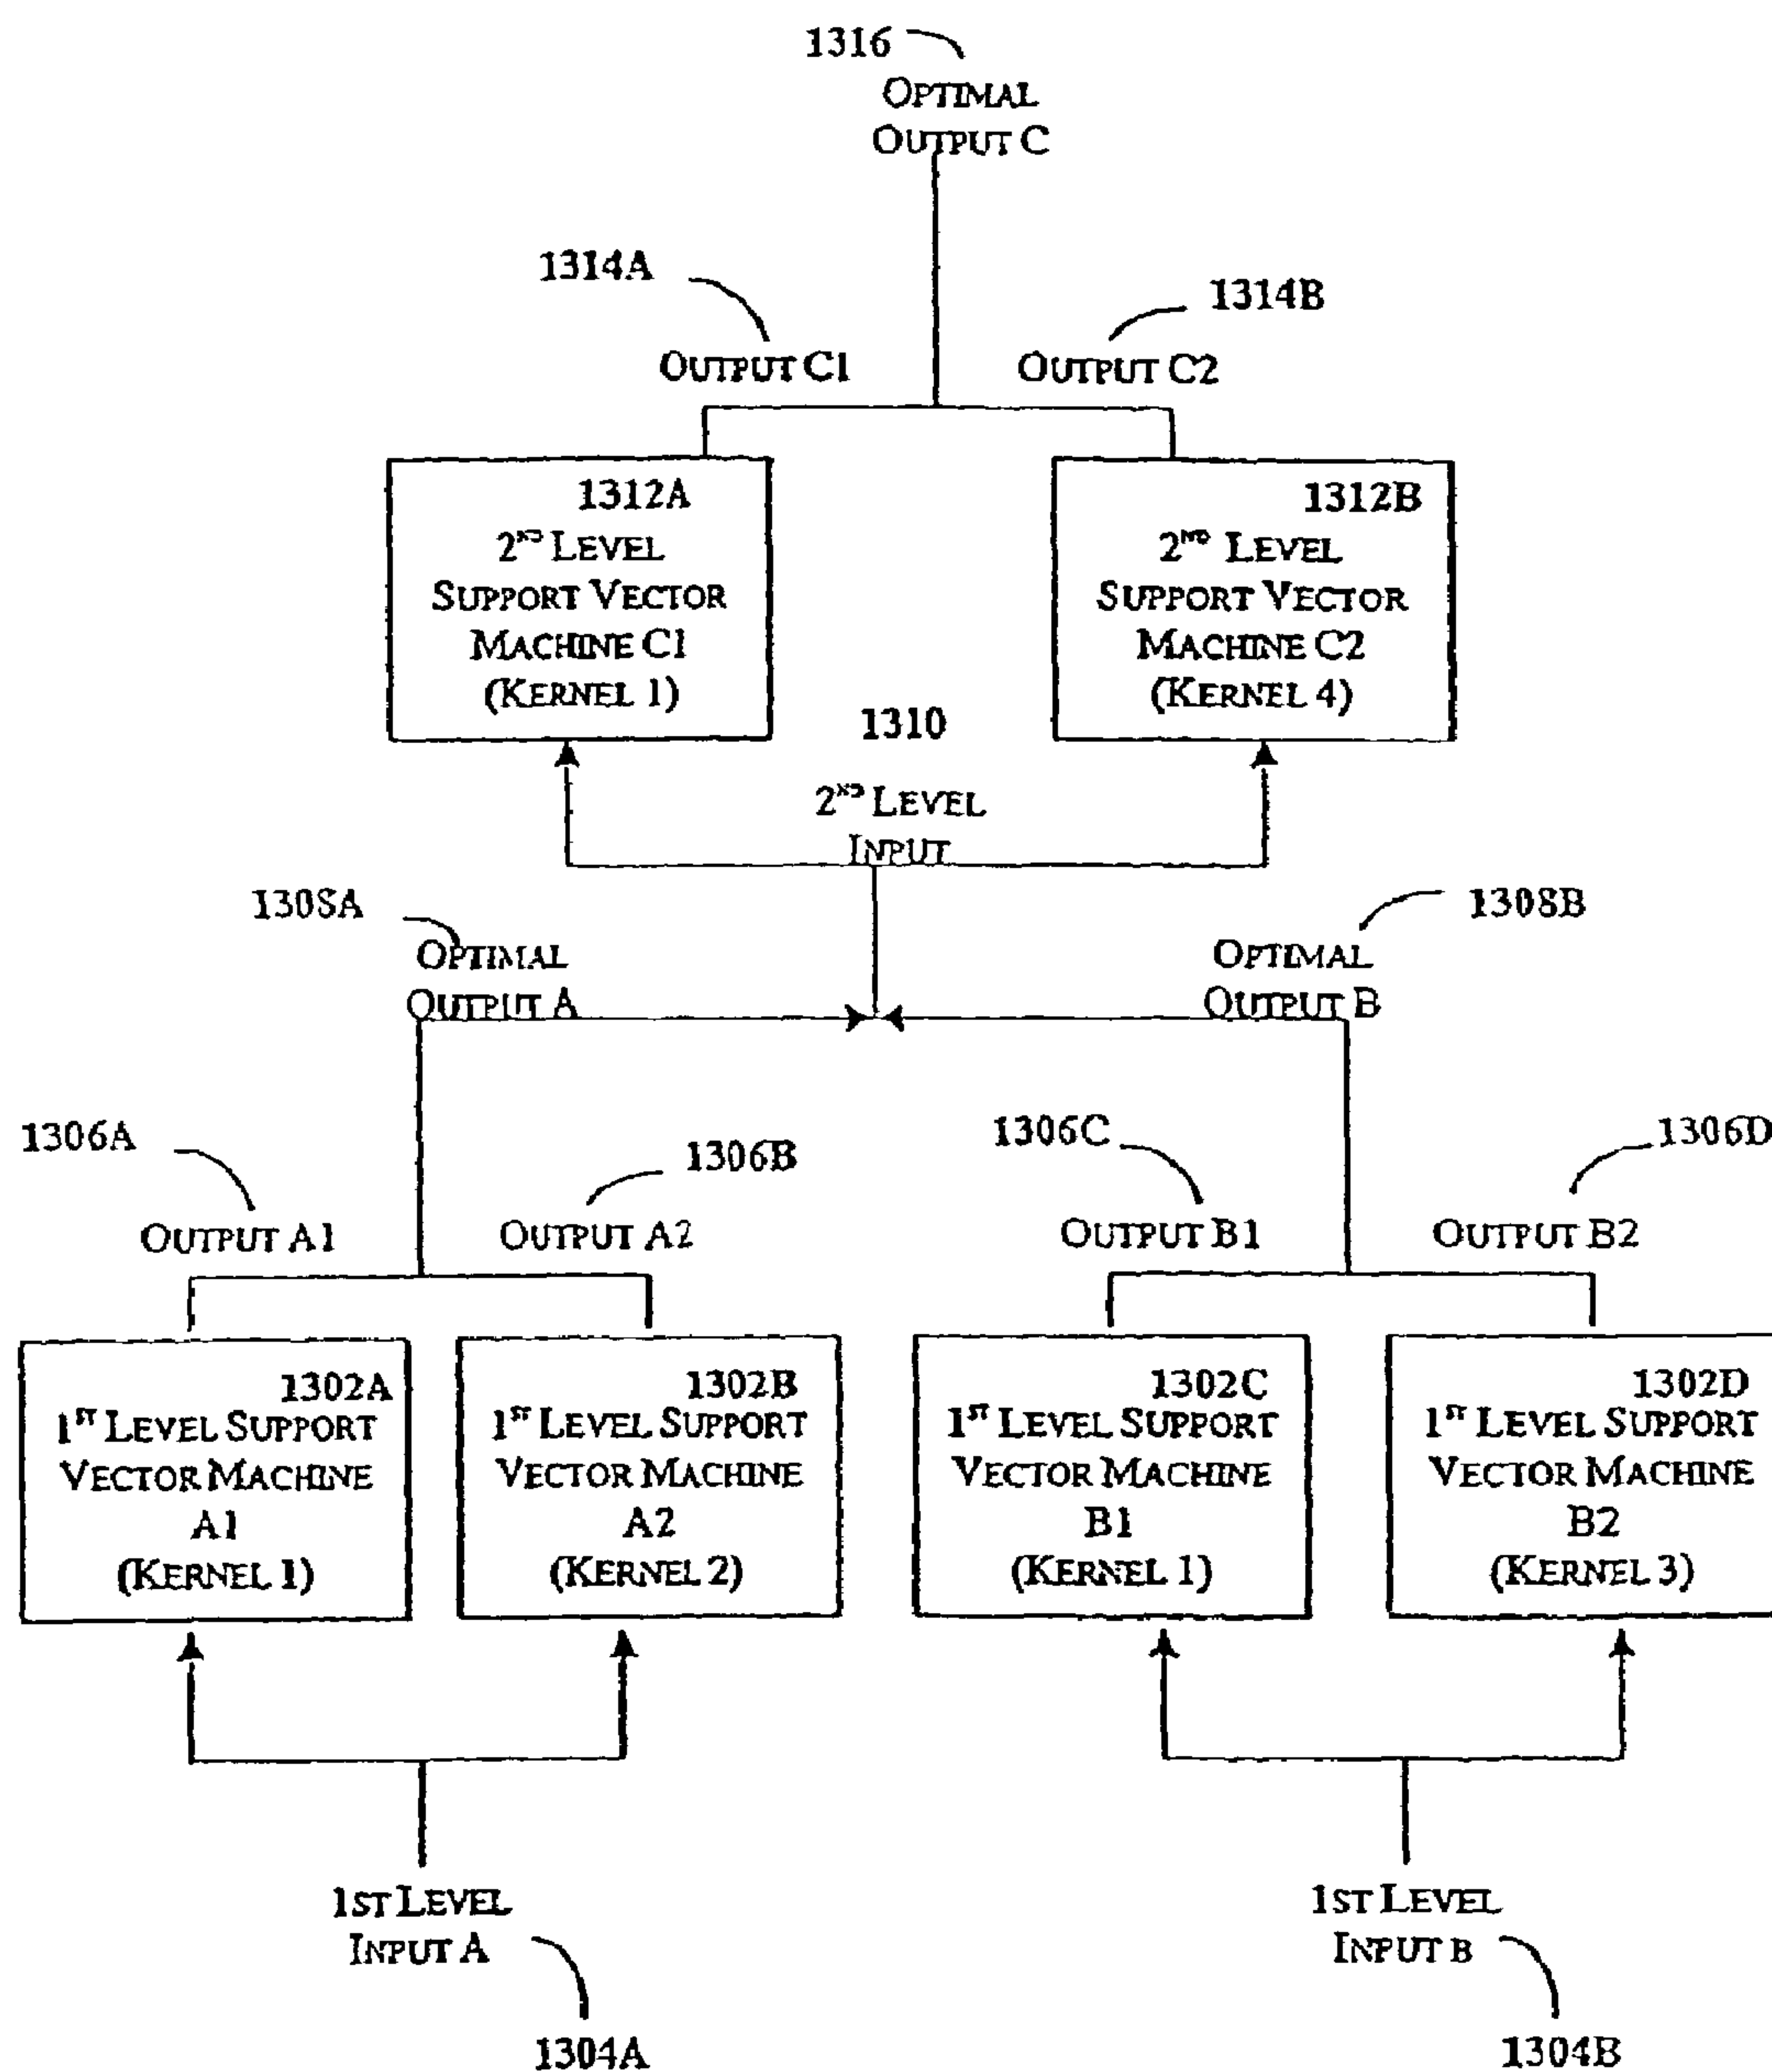 1316
OPTIMAL
OUTPUT C
1314A
1314B
OUTPUT C1
OUTPUT C2
1312A
2ND LEVEL
SUPPORT VECTOR
MACHINE C1
(KERNEL 1)
1312B
2ND LEVEL
SUPPORT VECTOR
MACHINE C2
(KERNEL 4)
1310
2ND LEVEL
INPUT
1308A
OPTIMAL
OUTPUT A
1308B
OPTIMAL
OUTPUT B
1306A
OUTPUT A1
1306B
OUTPUT A2
1306C
OUTPUT B1
1306D
OUTPUT B2
1302A
1ST LEVEL SUPPORT
VECTOR MACHINE
A1
(KERNEL 1)
1302B
1ST LEVEL SUPPORT
VECTOR MACHINE
A2
(KERNEL 2)
1302C
1ST LEVEL SUPPORT
VECTOR MACHINE
B1
(KERNEL 1)
1302D
1ST LEVEL SUPPORT
VECTOR MACHINE
B2
(KERNEL 3)
1ST LEVEL
INPUT A
1304A
1ST LEVEL
INPUT B
1304B